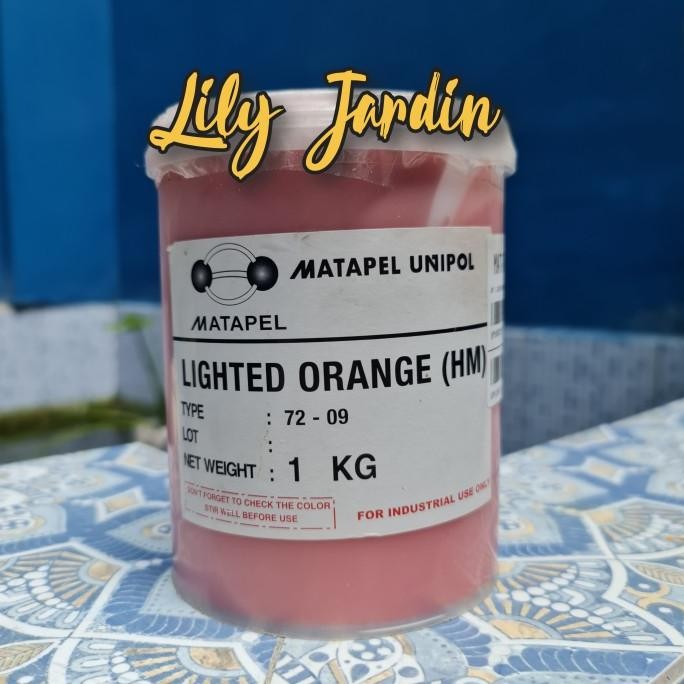 Lily Jardin
MATAPEL UNIPOL
MATAPEL
LIGHTED ORANGE (HM)
TYPE : 72 - 09
LOT :
NET WEIGHT : 1 KG
DON'T FORGET TO CHECK THE COLOR
STIR WELL BEFORE USE
FOR INDUSTRIAL USE ONLY